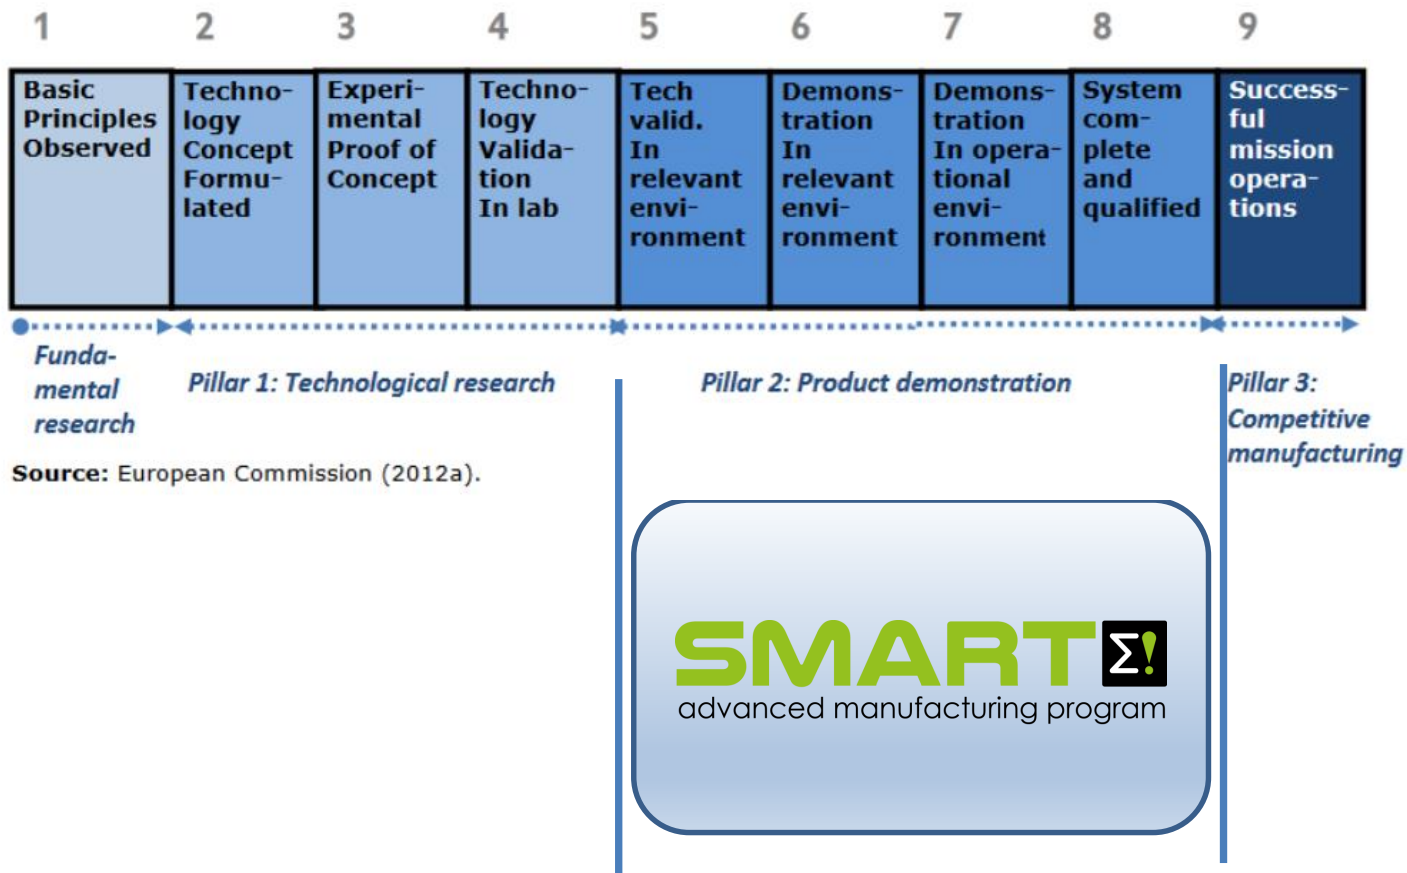 1 2 3 4 5 6 7 8 9
Basic
Principles
Observed
Techno-
logy
Concept
Formu-
lated
Experi-
mental
Proof of
Concept
Techno-
logy
Valida-
tion
In lab
Tech
valid.
In
relevant
envi-
ronment
Demons-
tration
In
relevant
envi-
ronment
Demons-
tration
In opera-
tional
envi-
ronment
System
com-
plete
and
qualified
Success-
ful
mission
opera-
tions
Funda-
mental
research
Pillar 1: Technological research
Pillar 2: Product demonstration
Pillar 3:
Competitive
manufacturing
Source: European Commission (2012a).
SMART Σ!
advanced manufacturing program